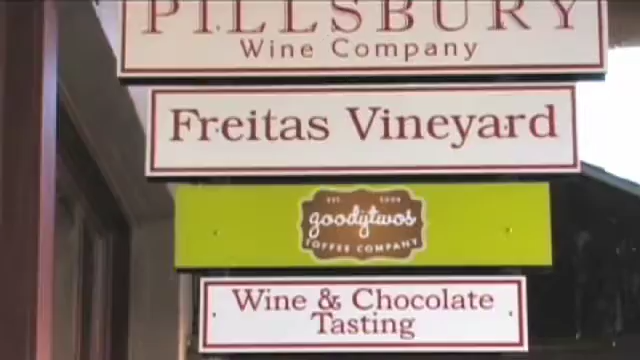 PILLSBURY
Wine Company
Freitas Vineyard
goodytwos
TOFFEE COMPANY
Wine & Chocolate
Tasting